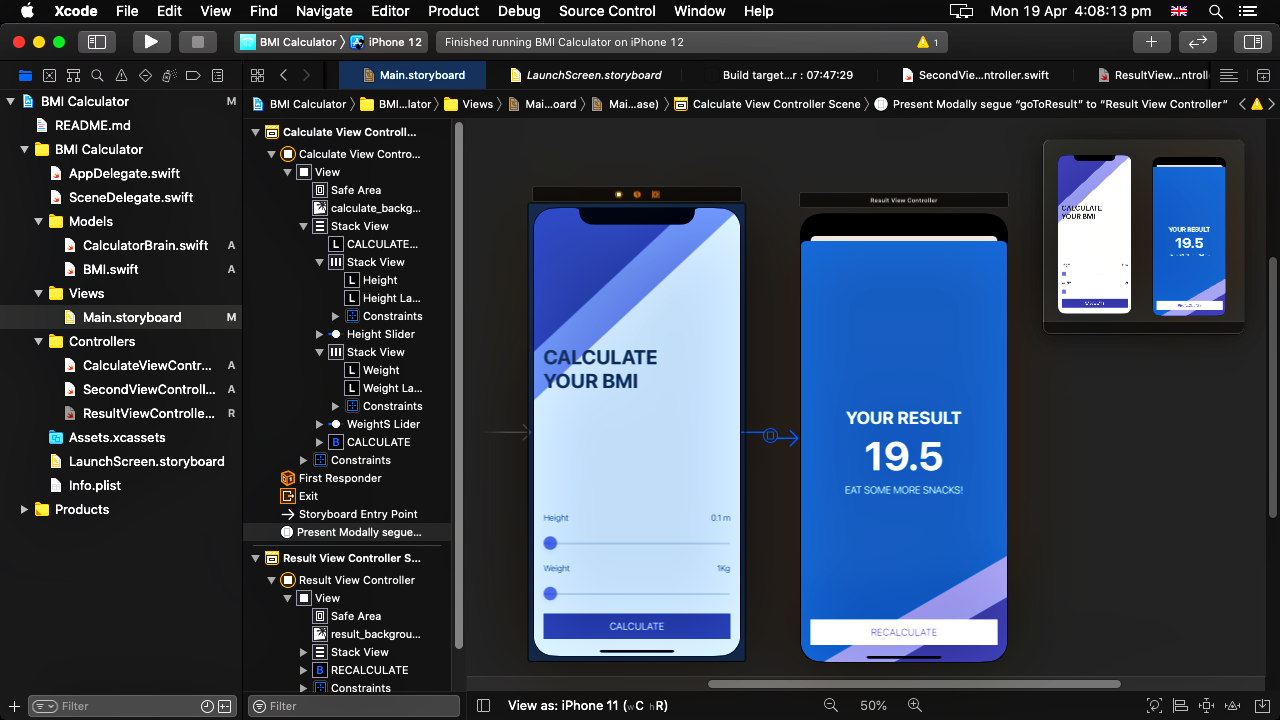 Xcode File Edit View Find Navigate Editor Product Debug Source Control Window Help Mon 19 Apr 4:08:13 pm
BMI Calculator iPhone 12 Finished running BMI Calculator on iPhone 12 1
Main.storyboard LaunchScreen.storyboard Build target...r : 07:47:29 SecondVie...ntroller.swift ResultView...ntroll
BMI Calculator BMI...lator Views Mai...oard Mai...ase) Calculate View Controller Scene Present Modally segue “goToResult” to “Result View Controller”
BMI Calculator M
README.md
BMI Calculator
AppDelegate.swift
SceneDelegate.swift
Models
CalculatorBrain.swift A
BMI.swift A
Views
Main.storyboard M
Controllers
CalculateViewContr... A
SecondViewControll... A
ResultViewControlle... R
Assets.xcassets
LaunchScreen.storyboard
Info.plist
Products
Filter
Calculate View Controll...
Calculate View Contro...
View
Safe Area
calculate_backg...
Stack View
L CALCULATE...
Stack View
L Height
L Height La...
Constraints
Height Slider
Stack View
L Weight
L Weight La...
Constraints
WeightS Lider
B CALCULATE
Constraints
First Responder
Exit
Storyboard Entry Point
Present Modally segue...
Result View Controller S...
Result View Controller
View
Safe Area
result_backgrou...
Stack View
B RECALCULATE
Constraints
Filter
CALCULATE
YOUR BMI
Height 0.1 m
Weight 1Kg
CALCULATE
Result View Controller
YOUR RESULT
19.5
EAT SOME MORE SNACKS!
RECALCULATE
CALCULATE
YOUR BMI
YOUR RESULT
19.5
View as: iPhone 11 (wC hR) 50%